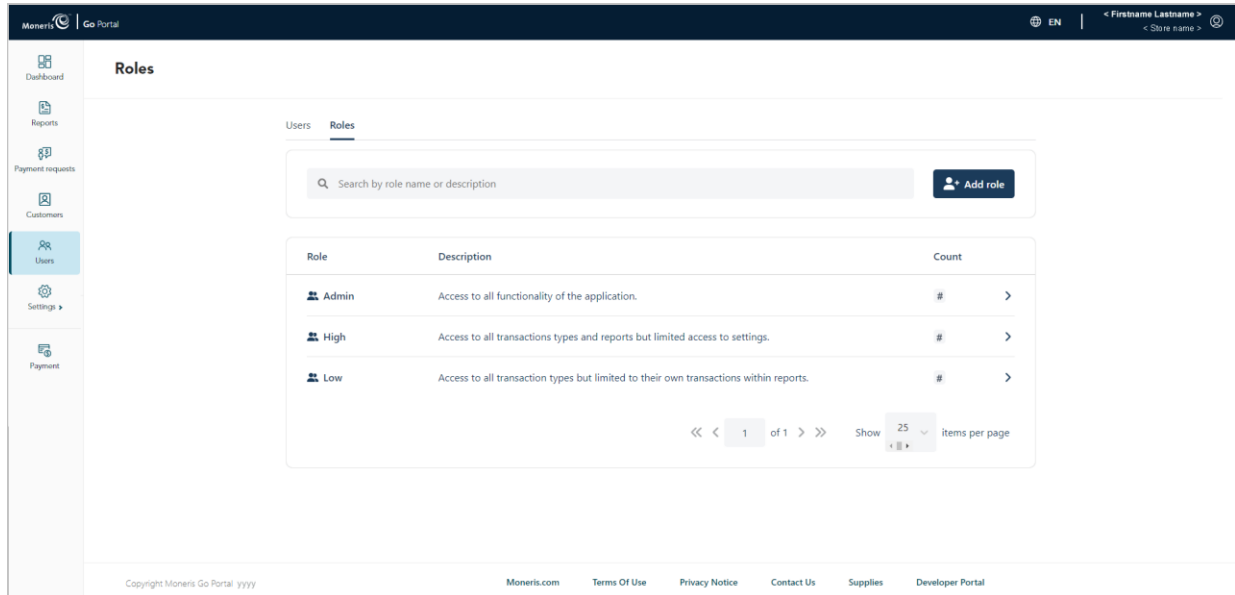 Moneris Go Portal
EN
< Firstname Lastname >
< Store name >
Dashboard
Reports
Payment requests
Customers
Users
Settings
Payment
Roles
Users Roles
Search by role name or description
Add role
Role Description Count
Admin Access to all functionality of the application. #
High Access to all transactions types and reports but limited access to settings. #
Low Access to all transaction types but limited to their own transactions within reports. #
1 of 1 Show 25 items per page
Copyright Moneris Go Portal yyyy Moneris.com Terms Of Use Privacy Notice Contact Us Supplies Developer Portal